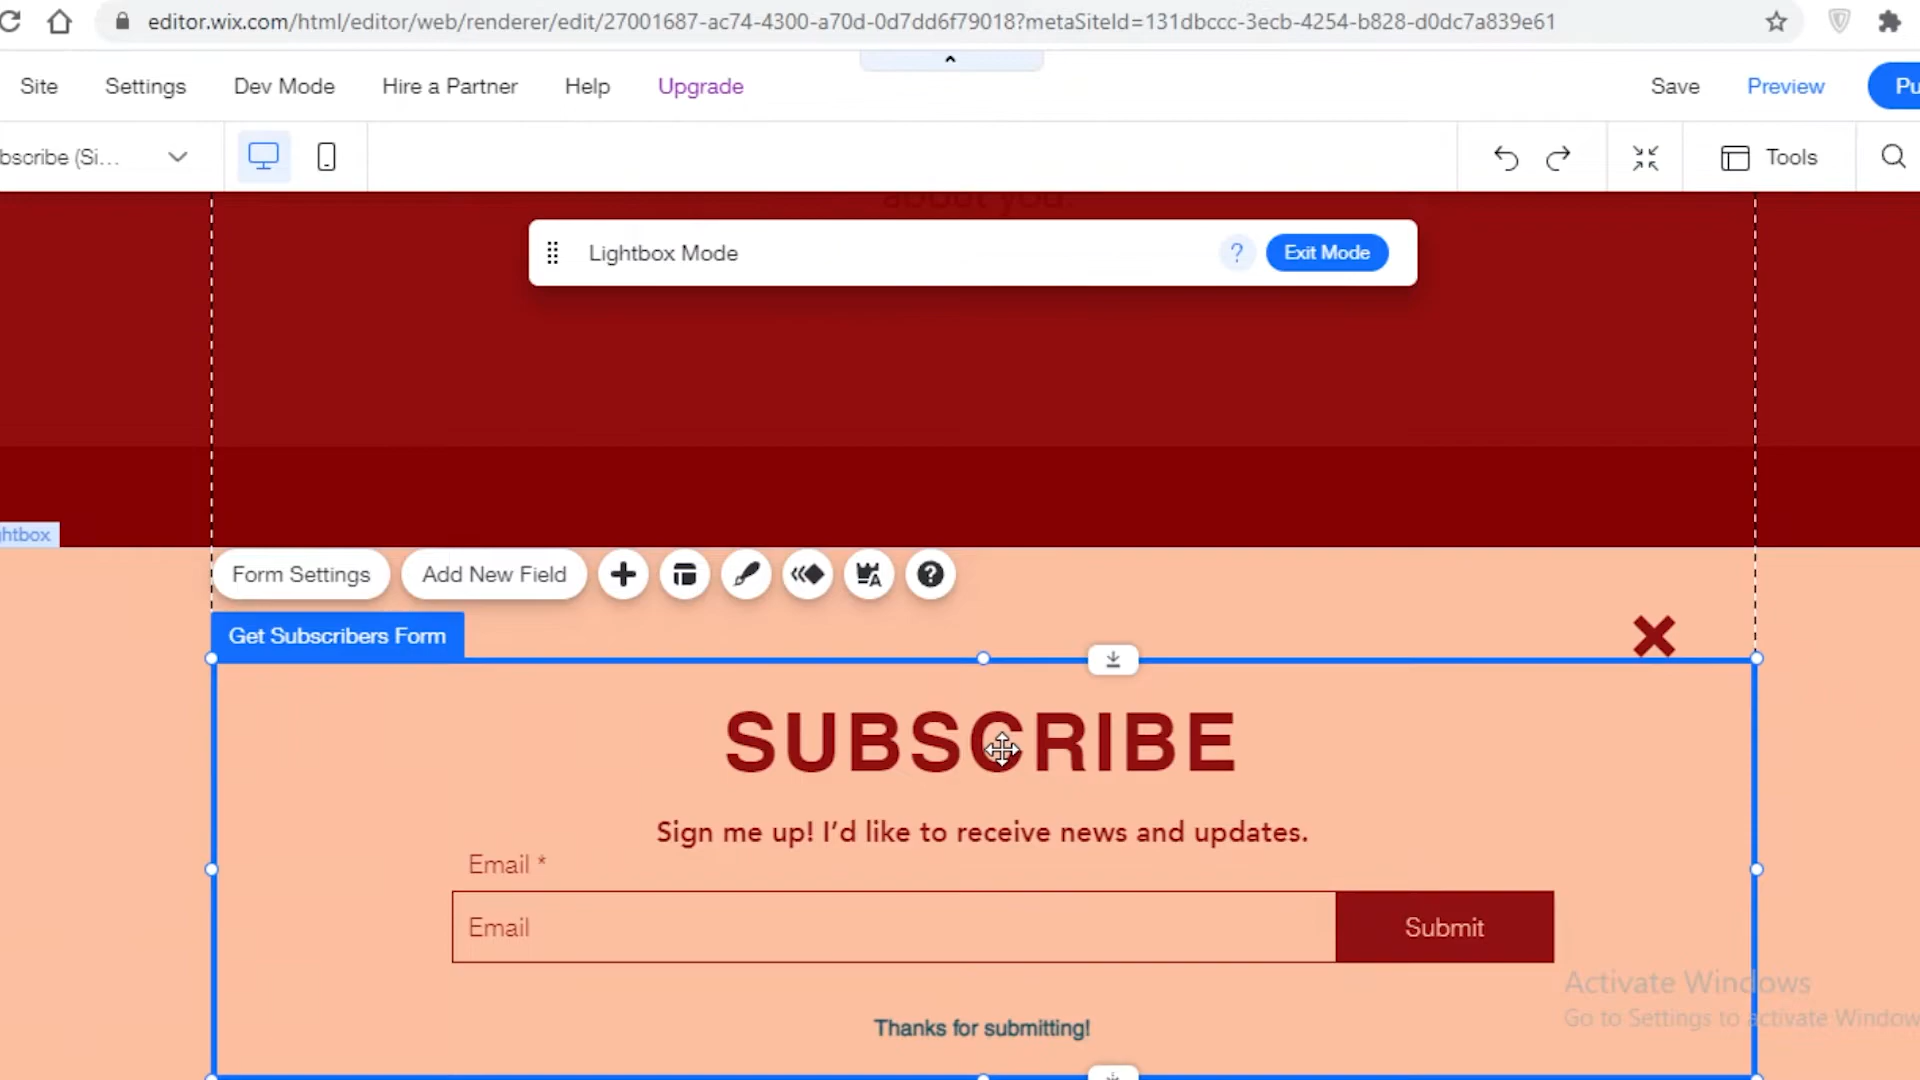 editor.wix.com/html/editor/web/renderer/edit/27001687-ac74-4300-a70d-0d7dd6f79018?metaSiteId=131dbccc-3ecb-4254-b828-d0dc7a839e61
Site Settings Dev Mode Hire a Partner Help Upgrade Save Preview Pu
bscribe (Si... Tools
about you.
Lightbox Mode ? Exit Mode
htbox
Form Settings Add New Field
Get Subscribers Form
SUBSCRIBE
Sign me up! I'd like to receive news and updates.
Email *
Email Submit
Activate Windows
Go to Settings to activate Window
Thanks for submitting!